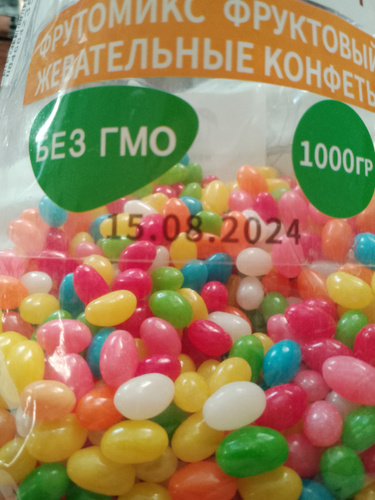 ФРУТОМИКС ФРУКТОВЫЙ
ЖЕВАТЕЛЬНЫЕ КОНФЕТЫ
БЕЗ ГМО
1000ГР
15.08.2024